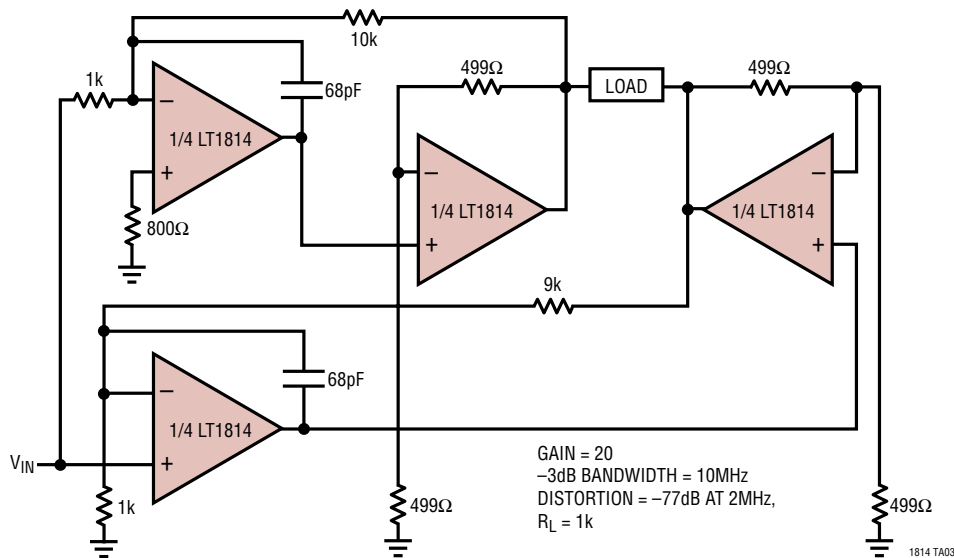 10k
1k
68pF
–
1/4 LT1814
+
800Ω
499Ω
LOAD
499Ω
–
1/4 LT1814
+
–
1/4 LT1814
+
9k
68pF
–
1/4 LT1814
+
VIN
1k
499Ω
GAIN = 20
–3dB BANDWIDTH = 10MHz
DISTORTION = –77dB AT 2MHz,
RL = 1k
499Ω
1814 TA03